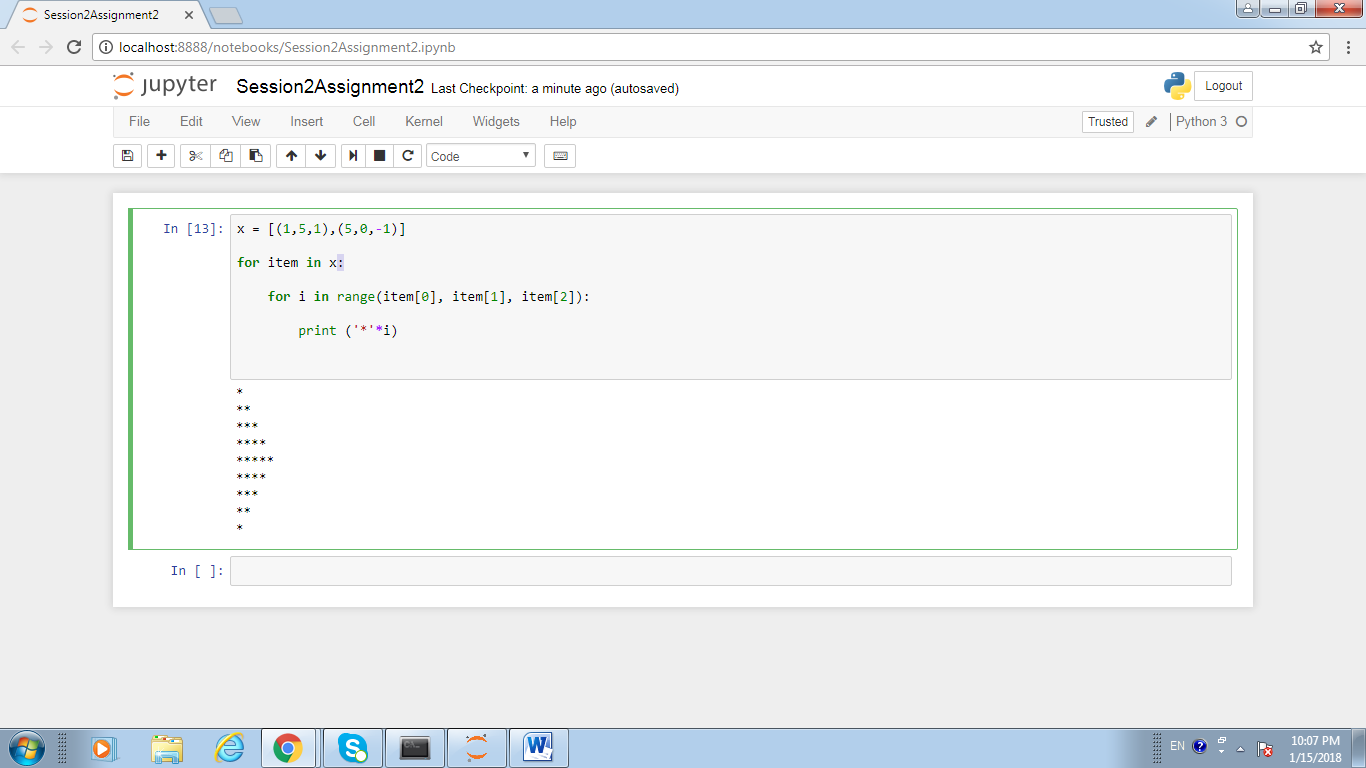 Session2Assignment2
localhost:8888/notebooks/Session2Assignment2.ipynb
jupyter Session2Assignment2 Last Checkpoint: a minute ago (autosaved)
Logout
File Edit View Insert Cell Kernel Widgets Help
Trusted Python 3
Code
In [13]: x = [(1,5,1),(5,0,-1)]
for item in x:
for i in range(item[0], item[1], item[2]):
print ('*'*i)
*
**
***
****
*****
****
***
**
*
In [ ]:
EN
10:07 PM
1/15/2018